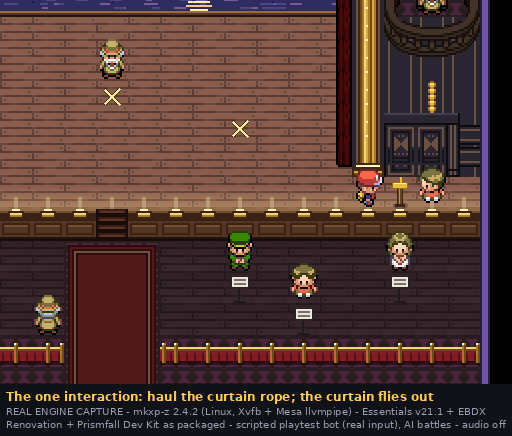 The one interaction: haul the curtain rope; the curtain flies out
REAL ENGINE CAPTURE - mkxp-z 2.4.2 (Linux, Xvfb + Mesa llvmpipe) - Essentials v21.1 + EBDX
Renovation + Prismfall Dev Kit as packaged - scripted playtest bot (real input), AI battles - audio off